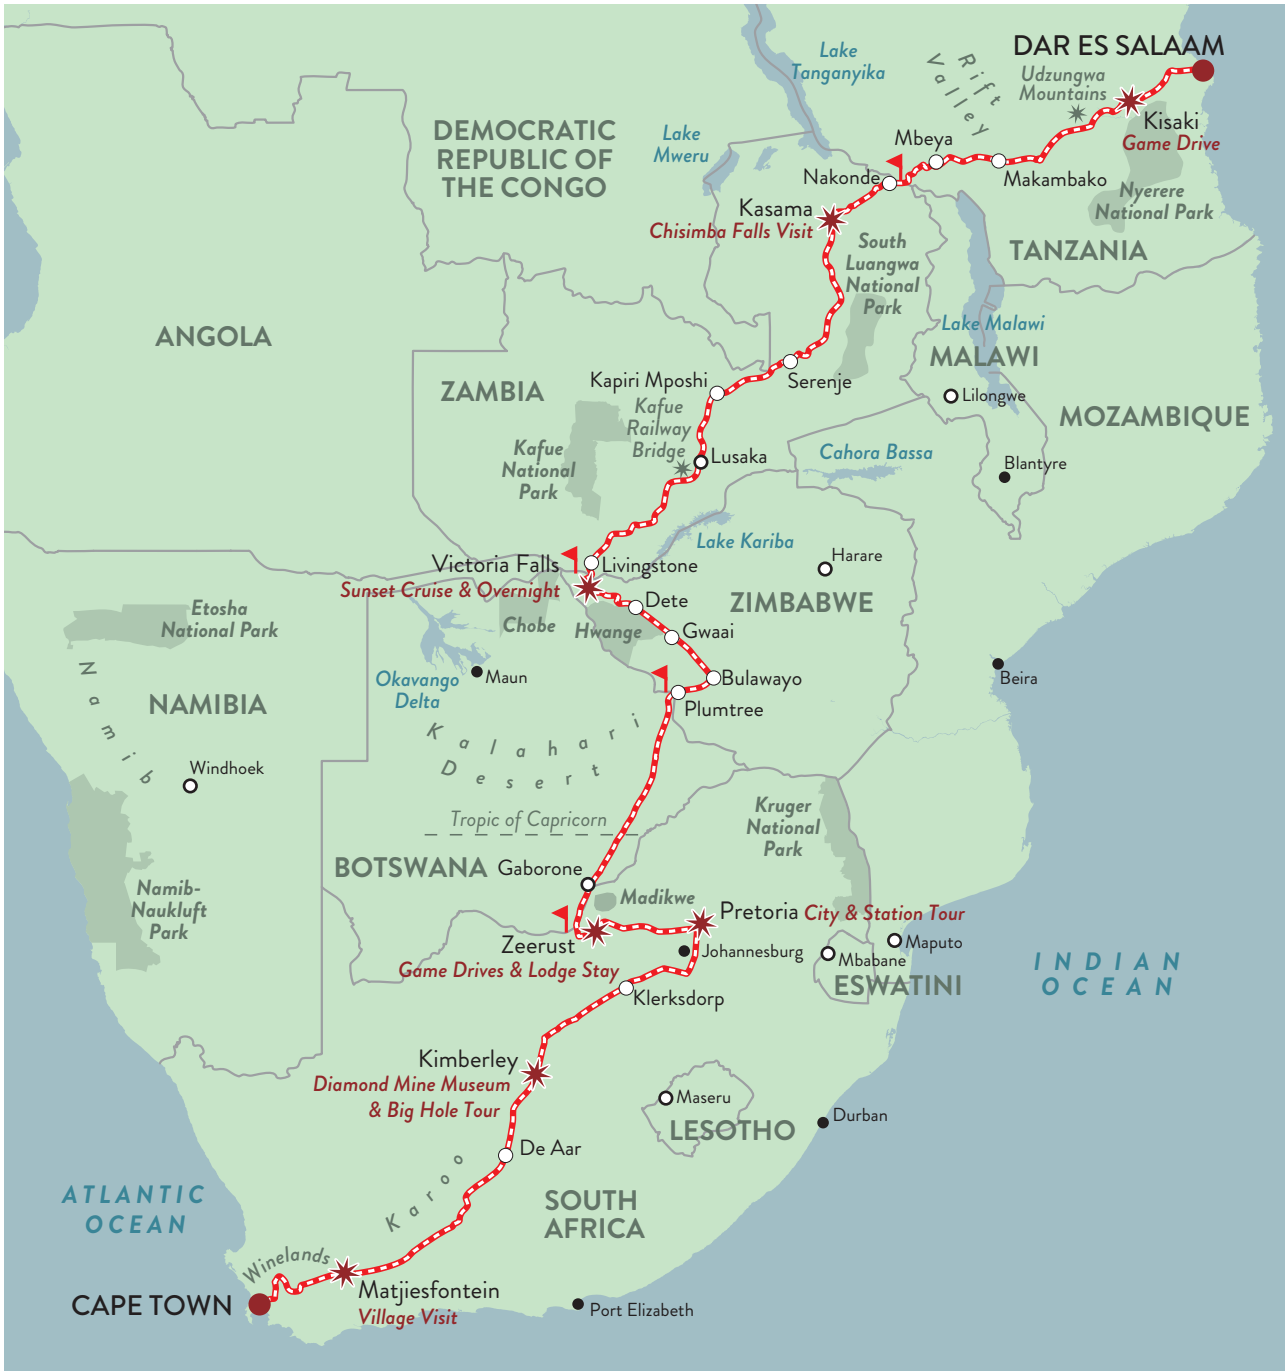 DAR ES SALAAM
Lake
Tanganyika
Rift
Valley
Udzungwa
Mountains
Kisaki
Game Drive
DEMOCRATIC
REPUBLIC OF
THE CONGO
Lake
Mweru
Mbeya
Nakonde
Makambako
Nyerere
National Park
Kasama
Chisimba Falls Visit
TANZANIA
South
Luangwa
National
Park
ANGOLA
Lake Malawi
MALAWI
ZAMBIA
Kapiri Mposhi
Serenje
Lilongwe
MOZAMBIQUE
Kafue
Railway
Bridge
Kafue
National
Park
Lusaka
Cahora Bassa
Blantyre
Lake Kariba
Victoria Falls
Sunset Cruise & Overnight
Livingstone
Harare
ZIMBABWE
Dete
Chobe
Hwange
Gwaai
Etosha
National Park
Okavango
Delta
Maun
Bulawayo
Plumtree
Beira
NAMIBIA
Namib
Kalahari
Desert
Windhoek
Tropic of Capricorn
Kruger
National
Park
BOTSWANA
Gaborone
Namib-
Naukluft
Park
Madikwe
Pretoria
City & Station Tour
Zeerust
Game Drives & Lodge Stay
Johannesburg
Mbabane
Maputo
ESWATINI
INDIAN
OCEAN
Klerksdorp
Kimberley
Diamond Mine Museum
& Big Hole Tour
Maseru
LESOTHO
Durban
De Aar
Karoo
SOUTH
AFRICA
ATLANTIC
OCEAN
Winelands
Matjiesfontein
Village Visit
CAPE TOWN
Port Elizabeth